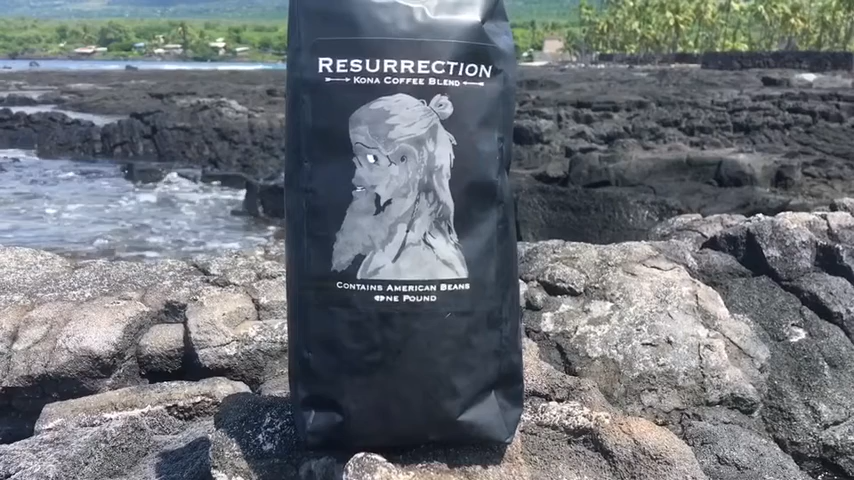 RESURRECTION
KONA COFFEE BLEND
CONTAINS AMERICAN BEANS
ONE POUND